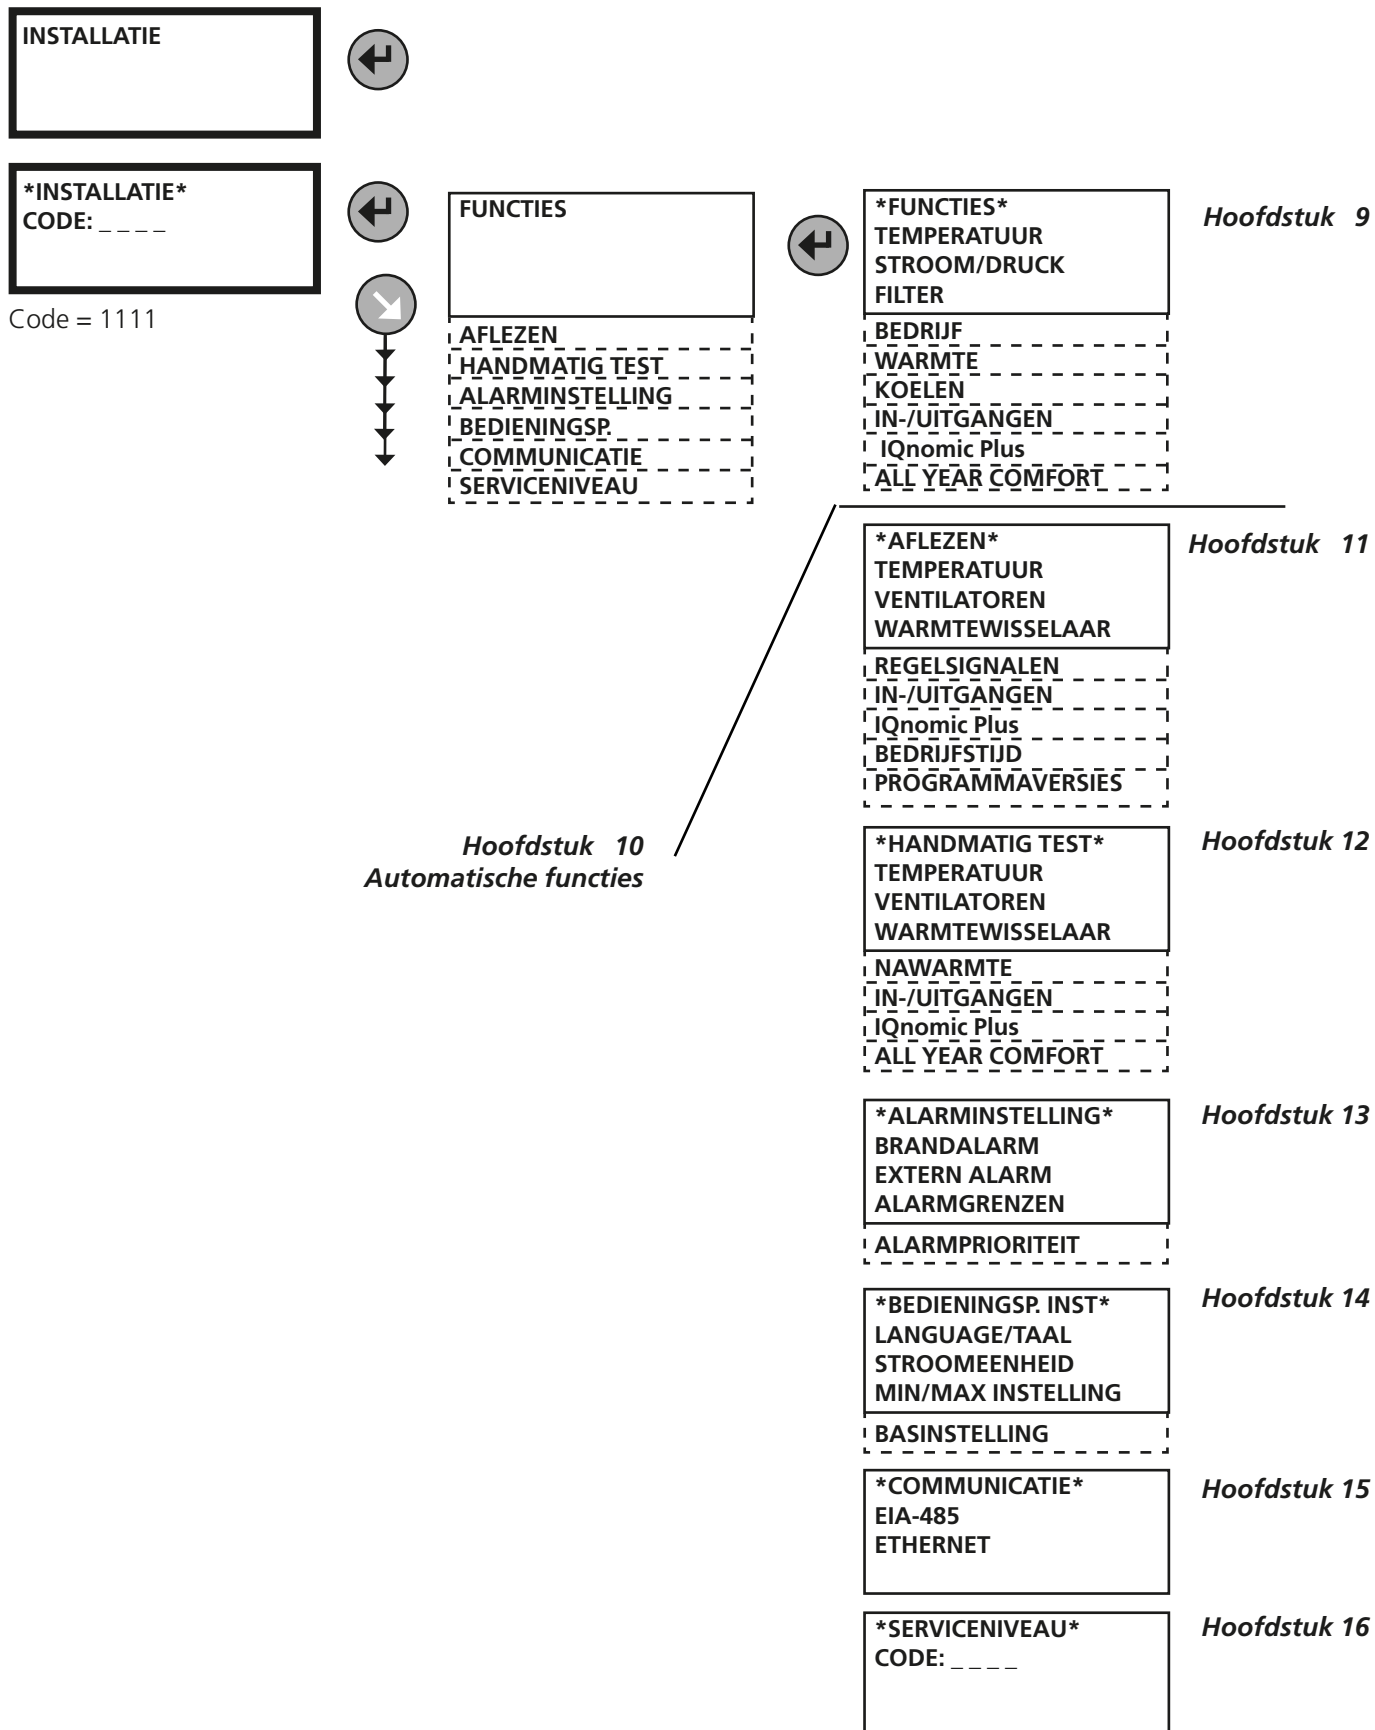 INSTALLATIE
*INSTALLATIE*
CODE: _ _ _ _
Code = 1111
FUNCTIES
AFLEZEN
HANDMATIG TEST
ALARMINSTELLING
BEDIENINGSP.
COMMUNICATIE
SERVICENIVEAU
*FUNCTIES*
TEMPERATUUR
STROOM/DRUCK
FILTER
BEDRIJF
WARMTE
KOELEN
IN-/UITGANGEN
IQnomic Plus
ALL YEAR COMFORT
Hoofdstuk 9
Hoofdstuk 10
Automatische functies
*AFLEZEN*
TEMPERATUUR
VENTILATOREN
WARMTEWISSELAAR
REGELSIGNALEN
IN-/UITGANGEN
IQnomic Plus
BEDRIJFSTIJD
PROGRAMMAVERSIES
Hoofdstuk 11
*HANDMATIG TEST*
TEMPERATUUR
VENTILATOREN
WARMTEWISSELAAR
NAWARMTE
IN-/UITGANGEN
IQnomic Plus
ALL YEAR COMFORT
Hoofdstuk 12
*ALARMINSTELLING*
BRANDALARM
EXTERN ALARM
ALARMGRENZEN
ALARMPRIORITEIT
Hoofdstuk 13
*BEDIENINGSP. INST*
LANGUAGE/TAAL
STROOMEENHEID
MIN/MAX INSTELLING
BASINSTELLING
Hoofdstuk 14
*COMMUNICATIE*
EIA-485
ETHERNET
Hoofdstuk 15
*SERVICENIVEAU*
CODE: _ _ _ _
Hoofdstuk 16